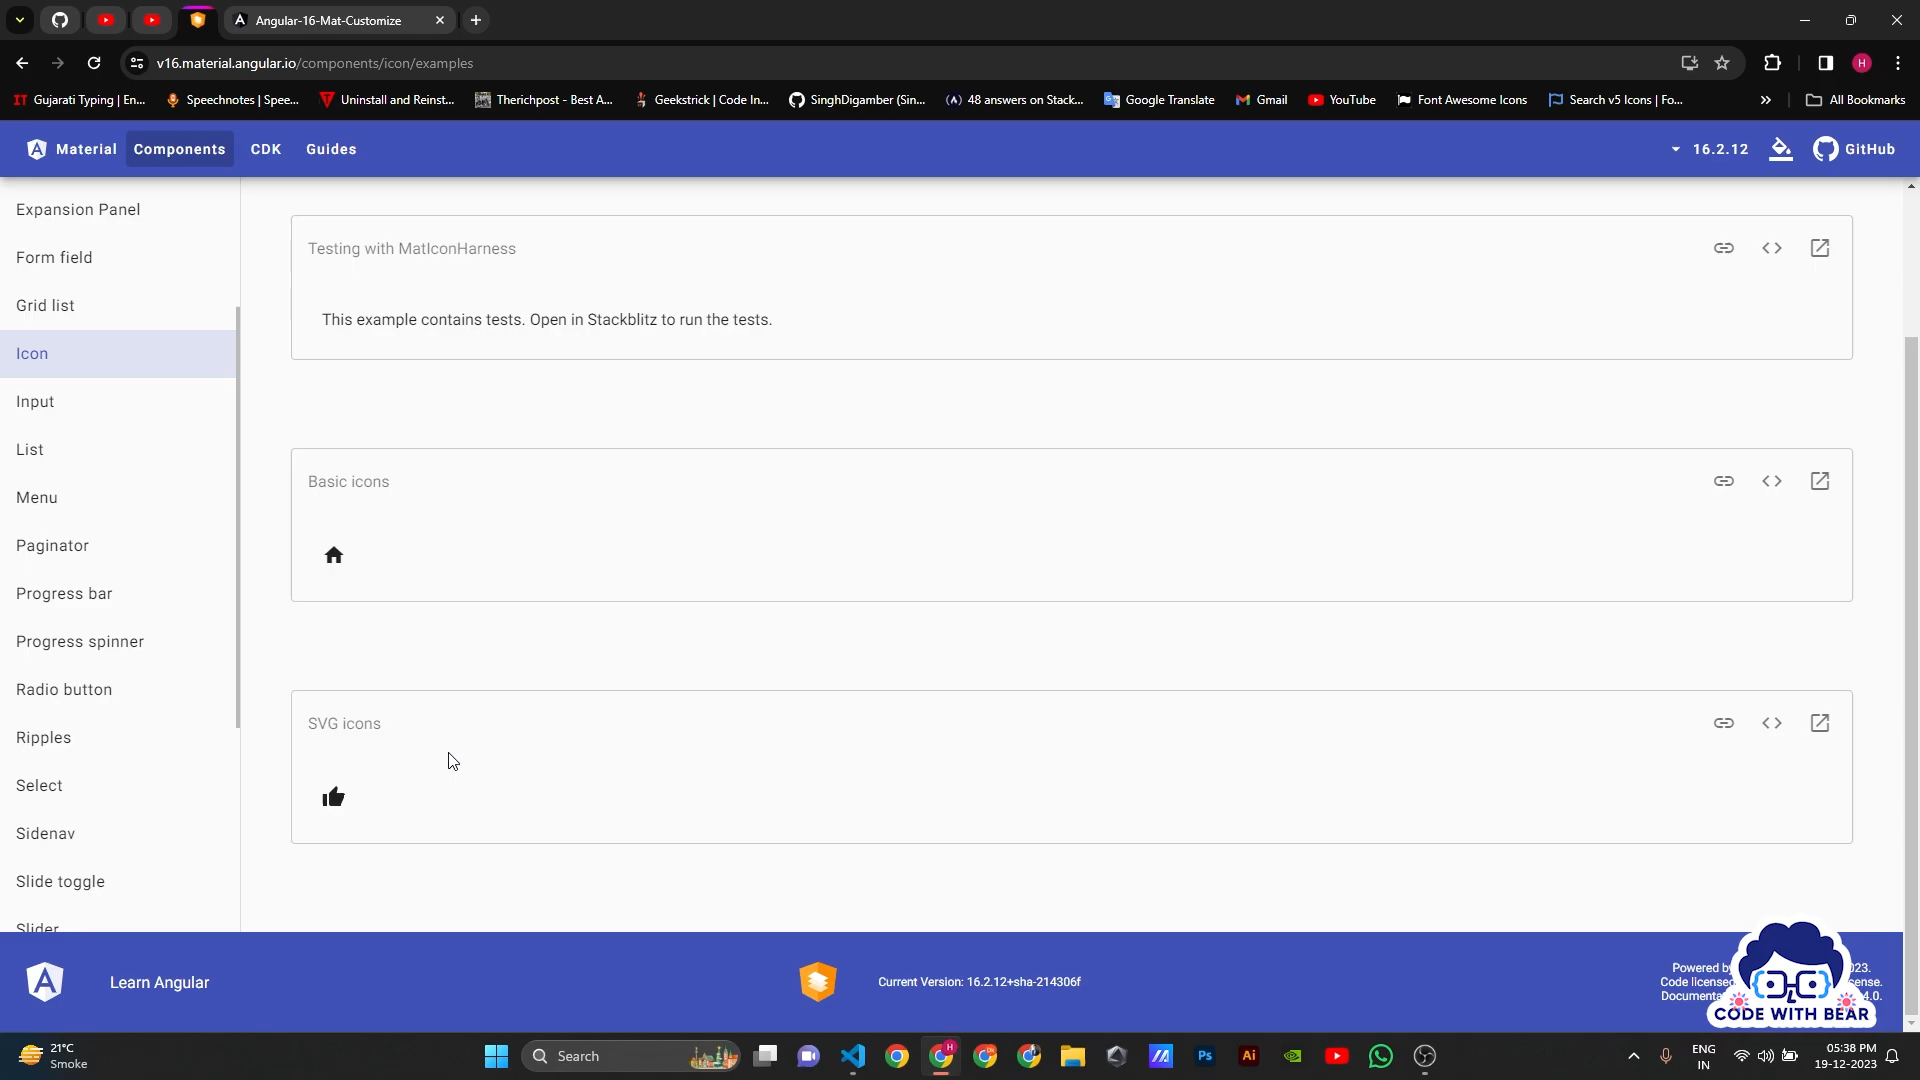 Angular-16-Mat-Customize
v16.material.angular.io/components/icon/examples
IT Gujarati Typing | En...
Speechnotes | Spee...
Uninstall and Reinst...
Therichpost - Best A...
Geekstrick | Code In...
SinghDigamber (Sin...
48 answers on Stack...
Google Translate
Gmail
YouTube
Font Awesome Icons
Search v5 Icons | Fo...
All Bookmarks
Material
Components
CDK
Guides
16.2.12
GitHub
Expansion Panel
Form field
Grid list
Icon
Input
List
Menu
Paginator
Progress bar
Progress spinner
Radio button
Ripples
Select
Sidenav
Slide toggle
Slider
Testing with MatIconHarness
This example contains tests. Open in Stackblitz to run the tests.
Basic icons
SVG icons
Learn Angular
Current Version: 16.2.12+sha-214306f
Powered
Code
CODE WITH BEAR
21°C
Smoke
Search
Ps
Ai
ENG
IN
05:38 PM
19-12-2023